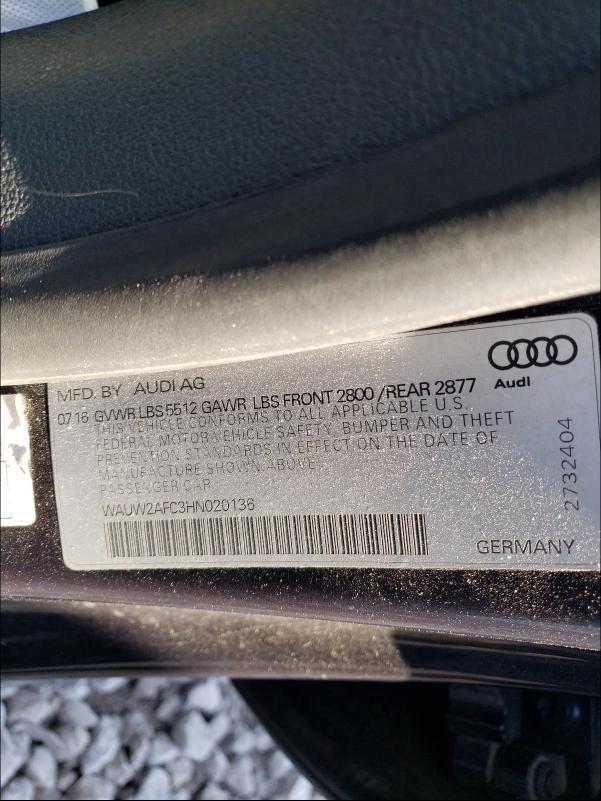 MFD. BY AUDI AG
0716 GVWR LBS 5512 GAWR LBS FRONT 2800 / REAR 2877
THIS VEHICLE CONFORMS TO ALL APPLICABLE U.S.
FEDERAL MOTOR VEHICLE SAFETY, BUMPER AND THEFT
PREVENTION STANDARDS IN EFFECT ON THE DATE OF
MANUFACTURE SHOWN ABOVE.
PASSENGER CAR
WAUW2AFC3HN020136
Audi
2732404
GERMANY